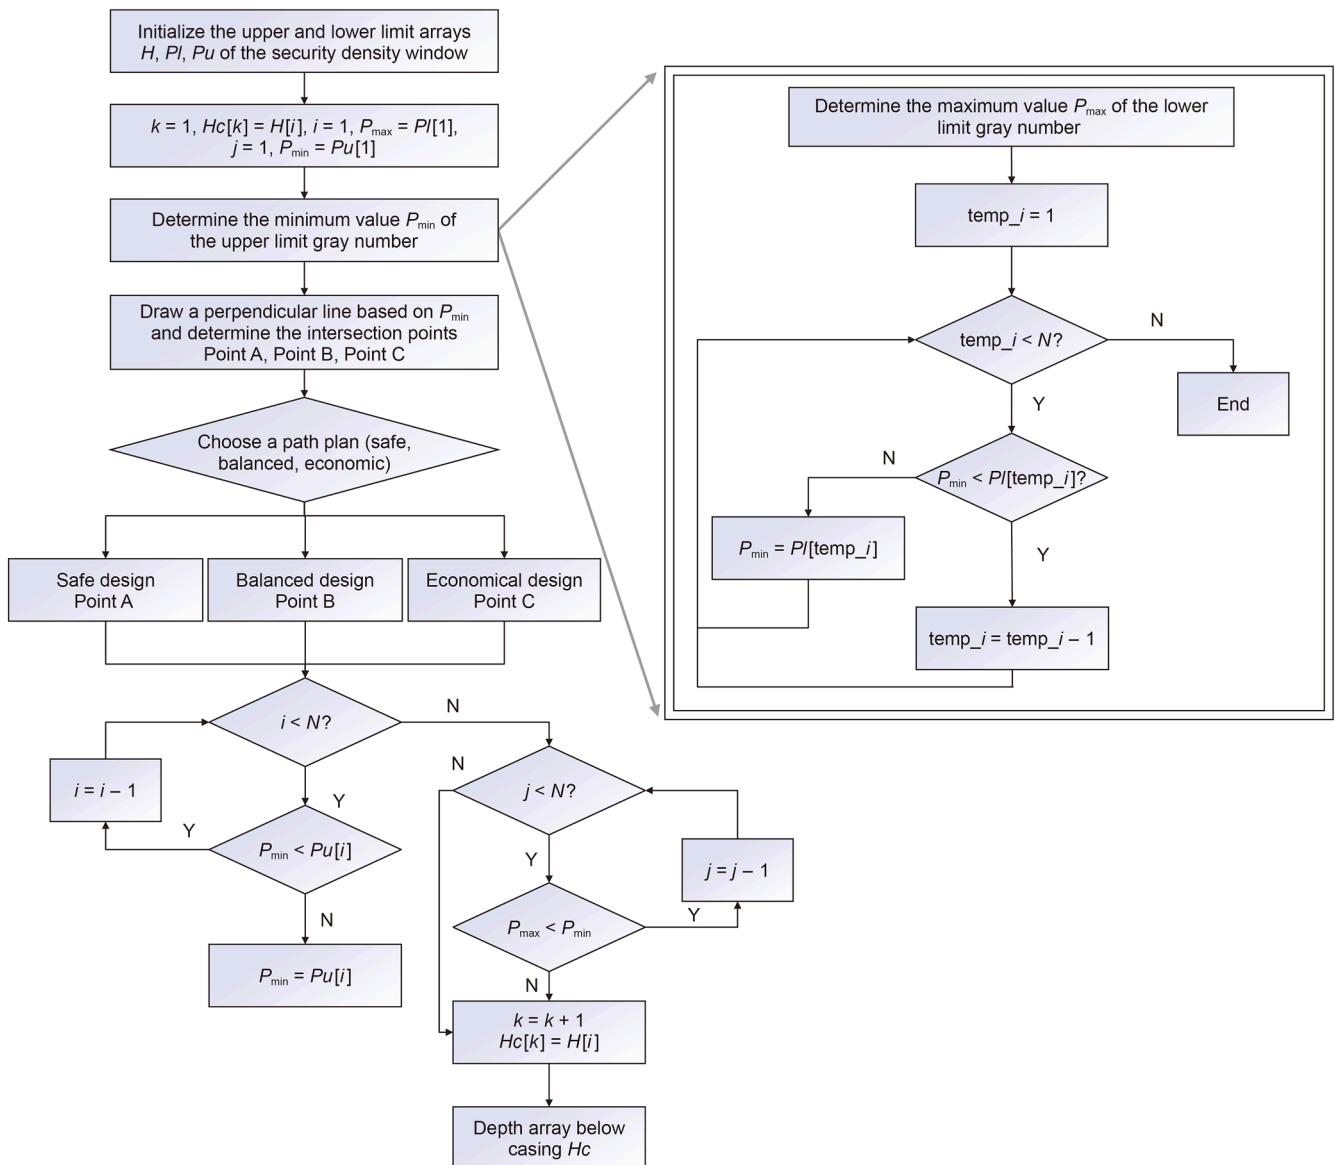 Initialize the upper and lower limit arrays
H, Pl, Pu of the security density window
k = 1, Hc[k] = H[i], i = 1, Pmax = Pl[1],
j = 1, Pmin = Pu[1]
Determine the minimum value Pmin of
the upper limit gray number
Draw a perpendicular line based on Pmin
and determine the intersection points
Point A, Point B, Point C
Choose a path plan (safe,
balanced, economic)
Safe design
Point A
Balanced design
Point B
Economical design
Point C
i < N?
N
Y
i = i − 1
Y
Pmin < Pu[i]
N
Pmin = Pu[i]
N
j < N?
Y
j = j − 1
Pmax < Pmin
Y
N
k = k + 1
Hc[k] = H[i]
Depth array below
casing Hc
Determine the maximum value Pmax of the lower
limit gray number
temp_i = 1
temp_i < N?
N
End
Y
N
Pmin < Pl[temp_i]?
Pmin = Pl[temp_i]
Y
temp_i = temp_i − 1